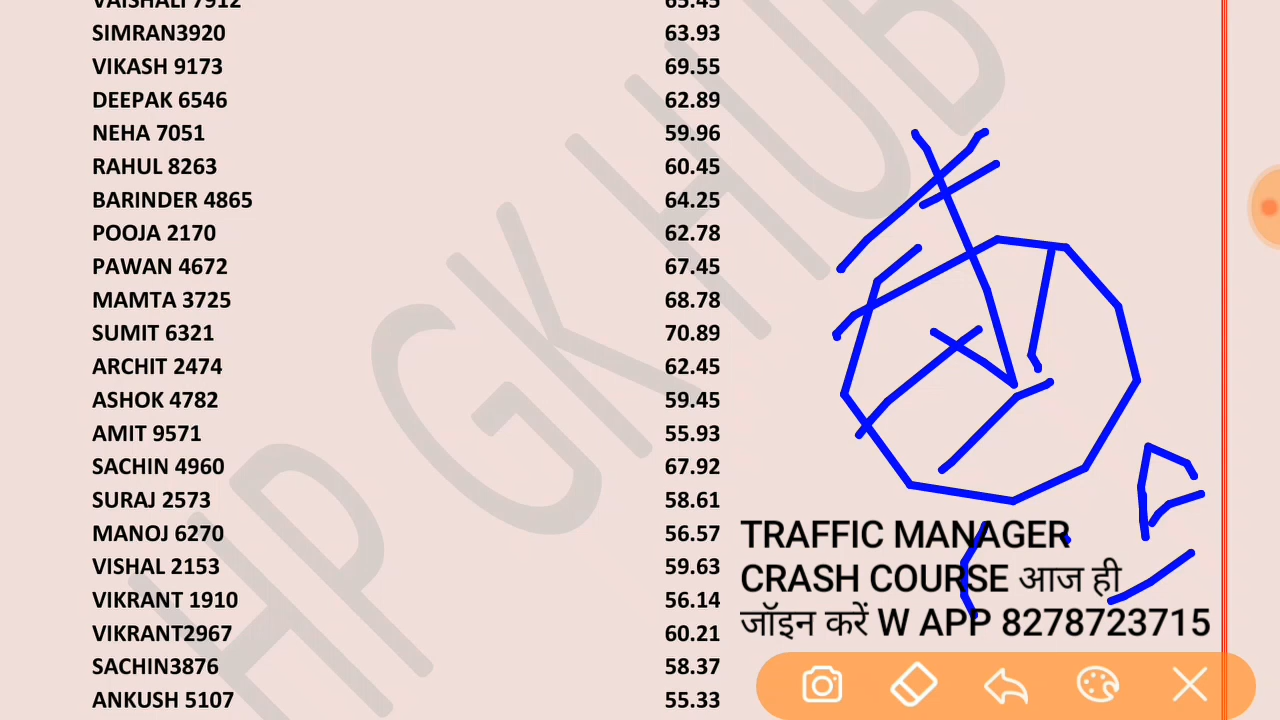 VAISHALI 7912 65.45
SIMRAN3920 63.93
VIKASH 9173 69.55
DEEPAK 6546 62.89
NEHA 7051 59.96
RAHUL 8263 60.45
BARINDER 4865 64.25
POOJA 2170 62.78
PAWAN 4672 67.45
MAMTA 3725 68.78
SUMIT 6321 70.89
ARCHIT 2474 62.45
ASHOK 4782 59.45
AMIT 9571 55.93
SACHIN 4960 67.92
SURAJ 2573 58.61
MANOJ 6270 56.57
VISHAL 2153 59.63
VIKRANT 1910 56.14
VIKRANT2967 60.21
SACHIN3876 58.37
ANKUSH 5107 55.33
TRAFFIC MANAGER
CRASH COURSE आज ही
जॉइन करें W APP 8278723715
HP GK HUB